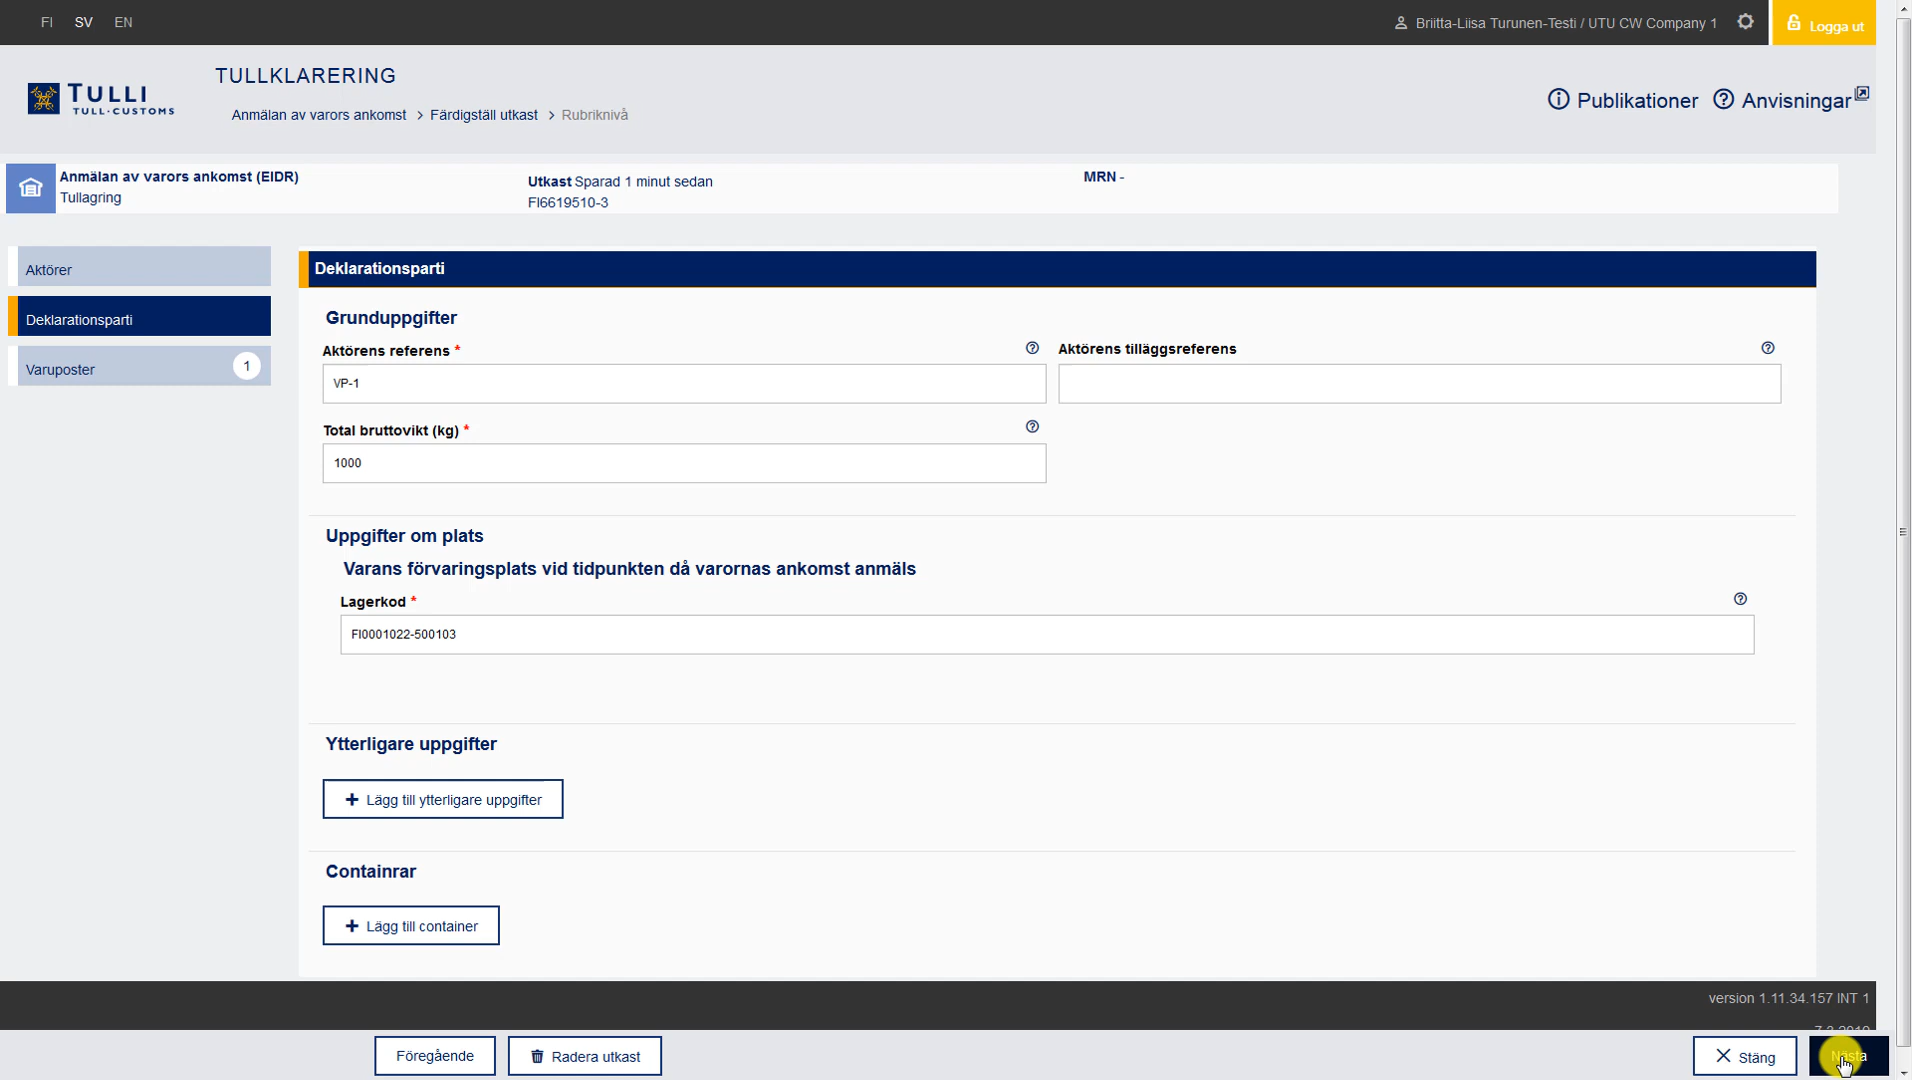 FI SV EN
Briitta-Liisa Turunen-Testi / UTU CW Company 1
Logga ut
TULLI
TULL·CUSTOMS
TULLKLARERING
Anmälan av varors ankomst > Färdigställ utkast > Rubriknivå
Publikationer
Anvisningar
Anmälan av varors ankomst (EIDR)
Tullagring
Utkast Sparad 1 minut sedan
FI6619510-3
MRN -
Aktörer
Deklarationsparti
Varuposter 1
Deklarationsparti
Grunduppgifter
Aktörens referens *
VP-1
Aktörens tilläggsreferens
Total bruttovikt (kg) *
1000
Uppgifter om plats
Varans förvaringsplats vid tidpunkten då varornas ankomst anmäls
Lagerkod *
FI0001022-500103
Ytterligare uppgifter
+ Lägg till ytterligare uppgifter
Containrar
+ Lägg till container
version 1.11.34.157 INT 1
Föregående
Radera utkast
Stäng
Nästa